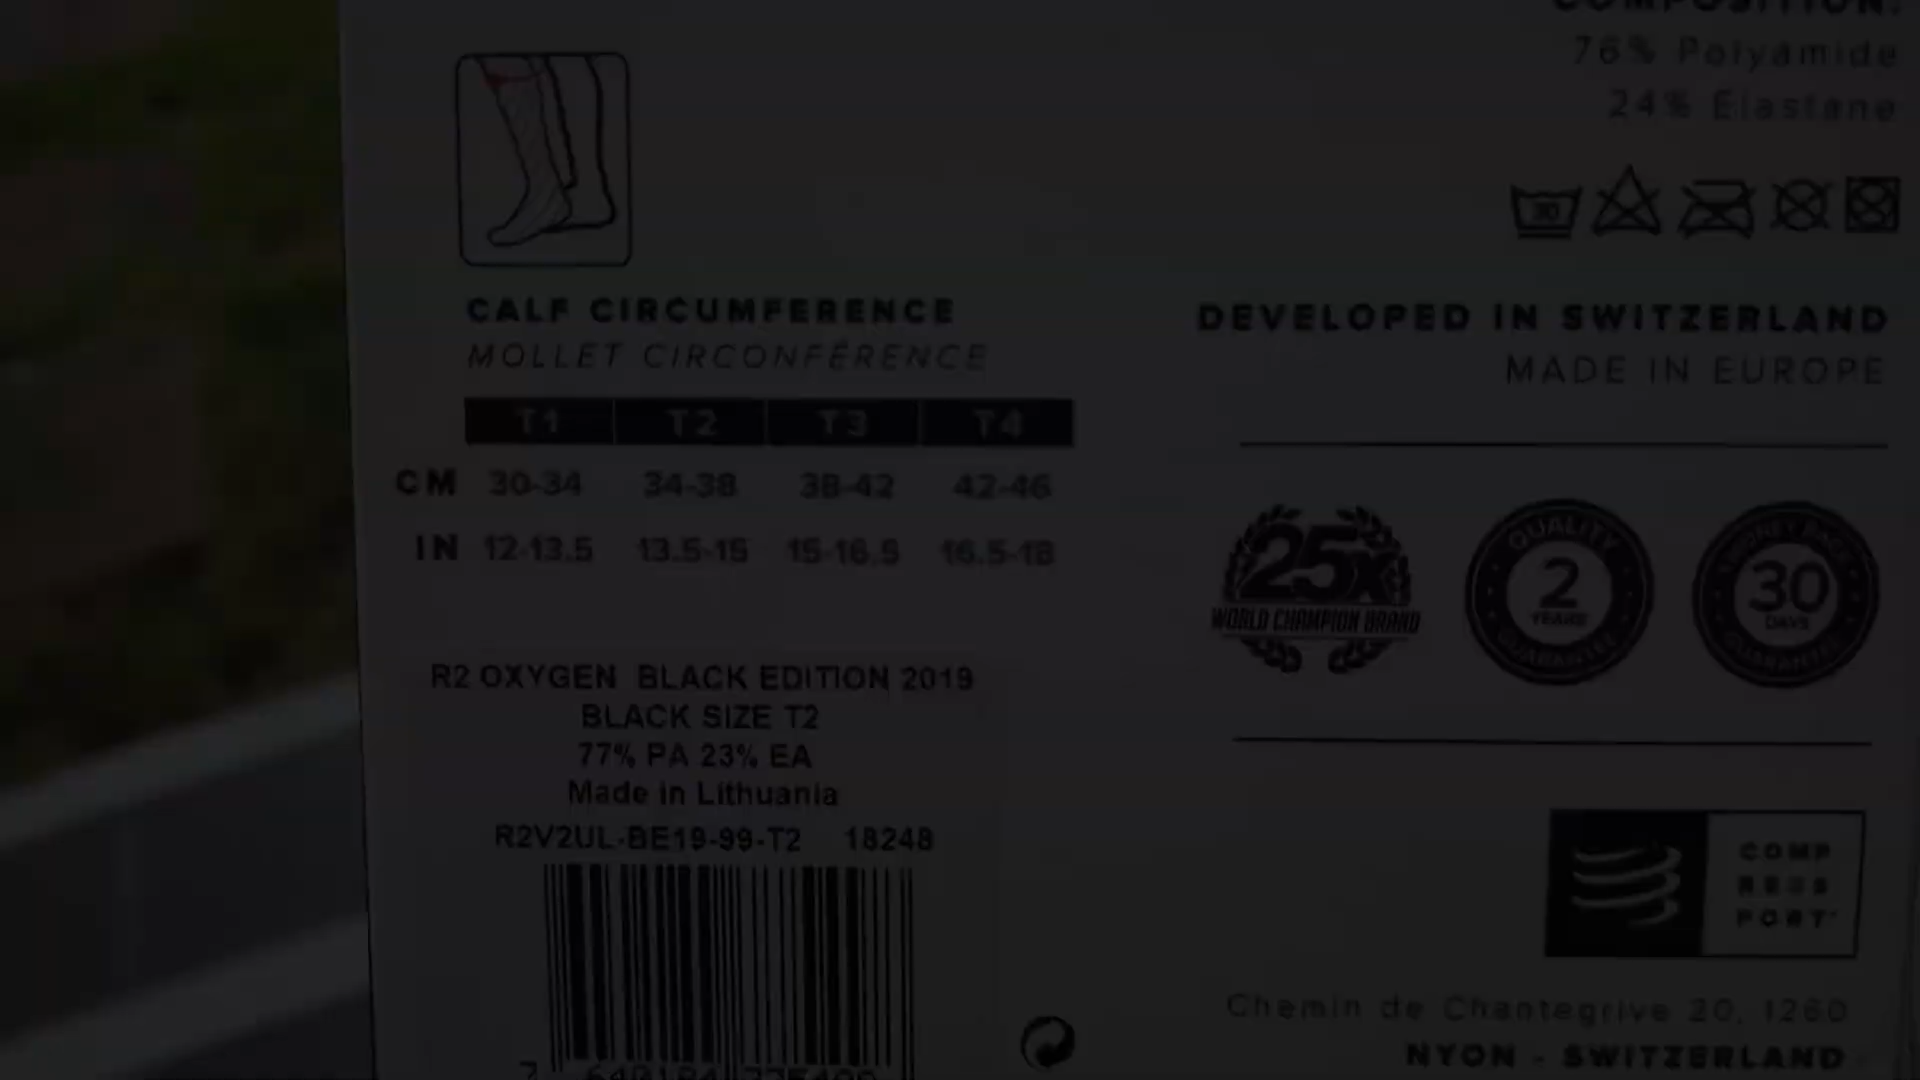 COMPOSITION:
76% Polyamide
24% Élastane
30
CALF CIRCUMFERENCE
MOLLET CIRCONFÉRENCE
T1 T2 T3 T4
CM 30-34 34-38 38-42 42-46
IN 12-13.5 13.5-15 15-16.5 16.5-18
DEVELOPED IN SWITZERLAND
MADE IN EUROPE
25x
WORLD CHAMPION BRAND
QUALITY
2
YEARS
GUARANTEE
MONEY BACK
30
DAYS
GUARANTEE
R2 OXYGEN BLACK EDITION 2019
BLACK SIZE T2
77% PA 23% EA
Made in Lithuania
R2V2UL-BE19-99-T2 18248
COMP
RESS
PORT
Chemin de Chantegrive 20, 1260
NYON - SWITZERLAND